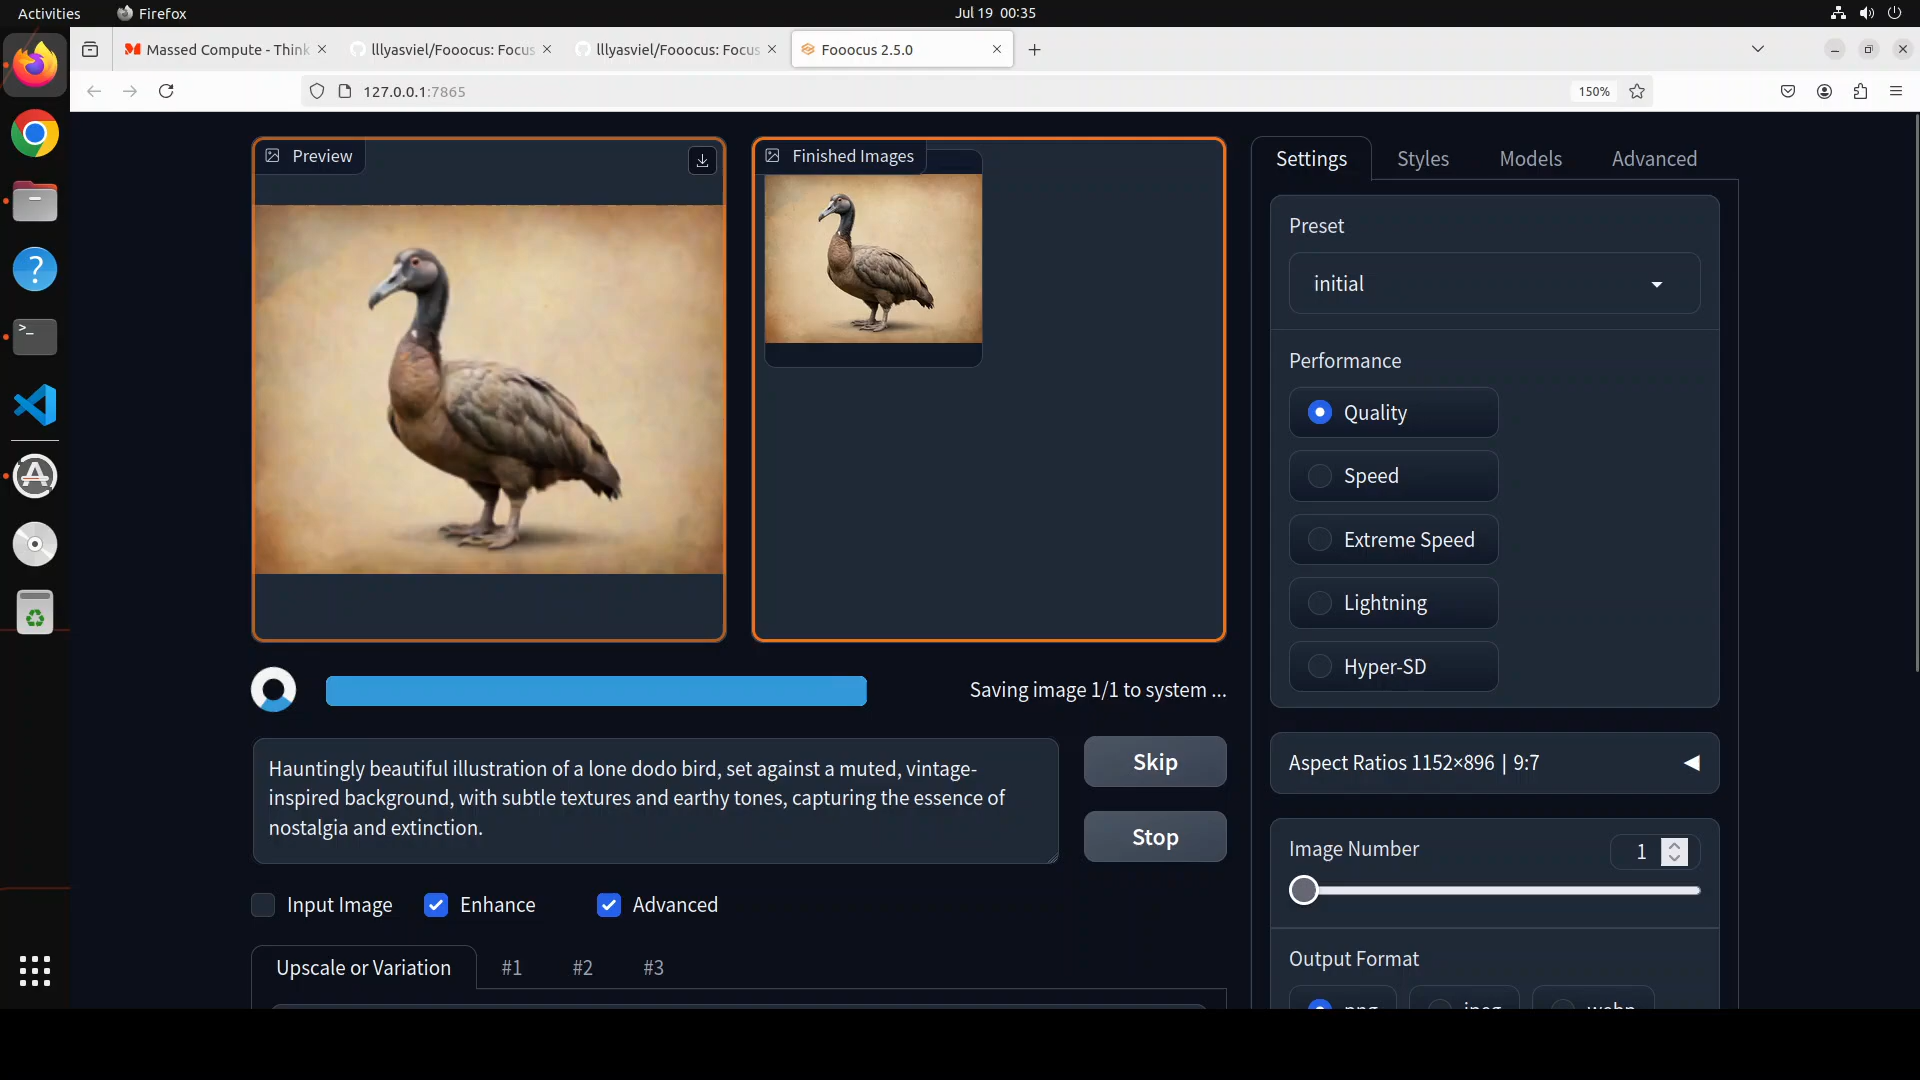 Activities
Firefox
Jul 19 00:35
Massed Compute - Think
lllyasviel/Fooocus: Focus
lllyasviel/Fooocus: Focus
Fooocus 2.5.0
127.0.0.1:7865
150%
Preview
Finished Images
Settings
Styles
Models
Advanced
Preset
initial
Performance
Quality
Speed
Extreme Speed
Lightning
Hyper-SD
Saving image 1/1 to system ...
Hauntingly beautiful illustration of a lone dodo bird, set against a muted, vintage-
inspired background, with subtle textures and earthy tones, capturing the essence of
nostalgia and extinction.
Skip
Stop
Aspect Ratios 1152×896 | 9:7
Image Number
1
Input Image
Enhance
Advanced
Upscale or Variation
#1
#2
#3
Output Format
png
jpeg
webp